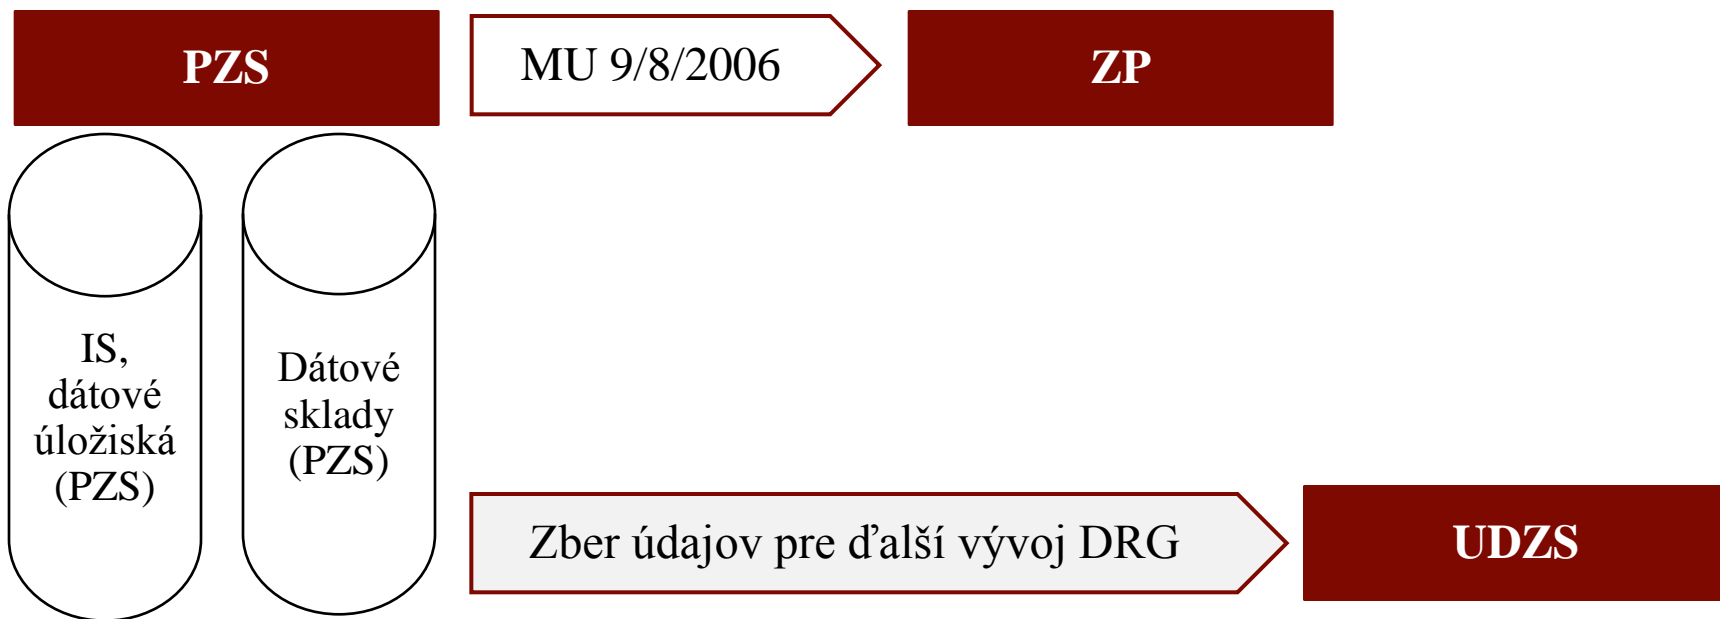 PZS
MU 9/8/2006
ZP
IS,
dátové
úložiská
(PZS)
Dátové
sklady
(PZS)
Zber údajov pre ďalší vývoj DRG
UDZS